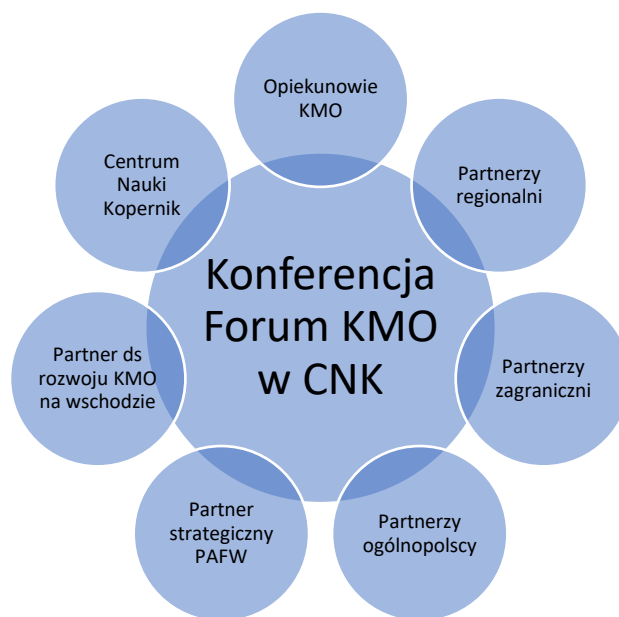 Opiekunowie
KMO
Partnerzy
regionalni
Partnerzy
zagraniczni
Partnerzy
ogólnopolscy
Partner
strategiczny
PAFW
Partner ds
rozwoju KMO
na wschodzie
Centrum
Nauki
Kopernik
Konferencja
Forum KMO
w CNK